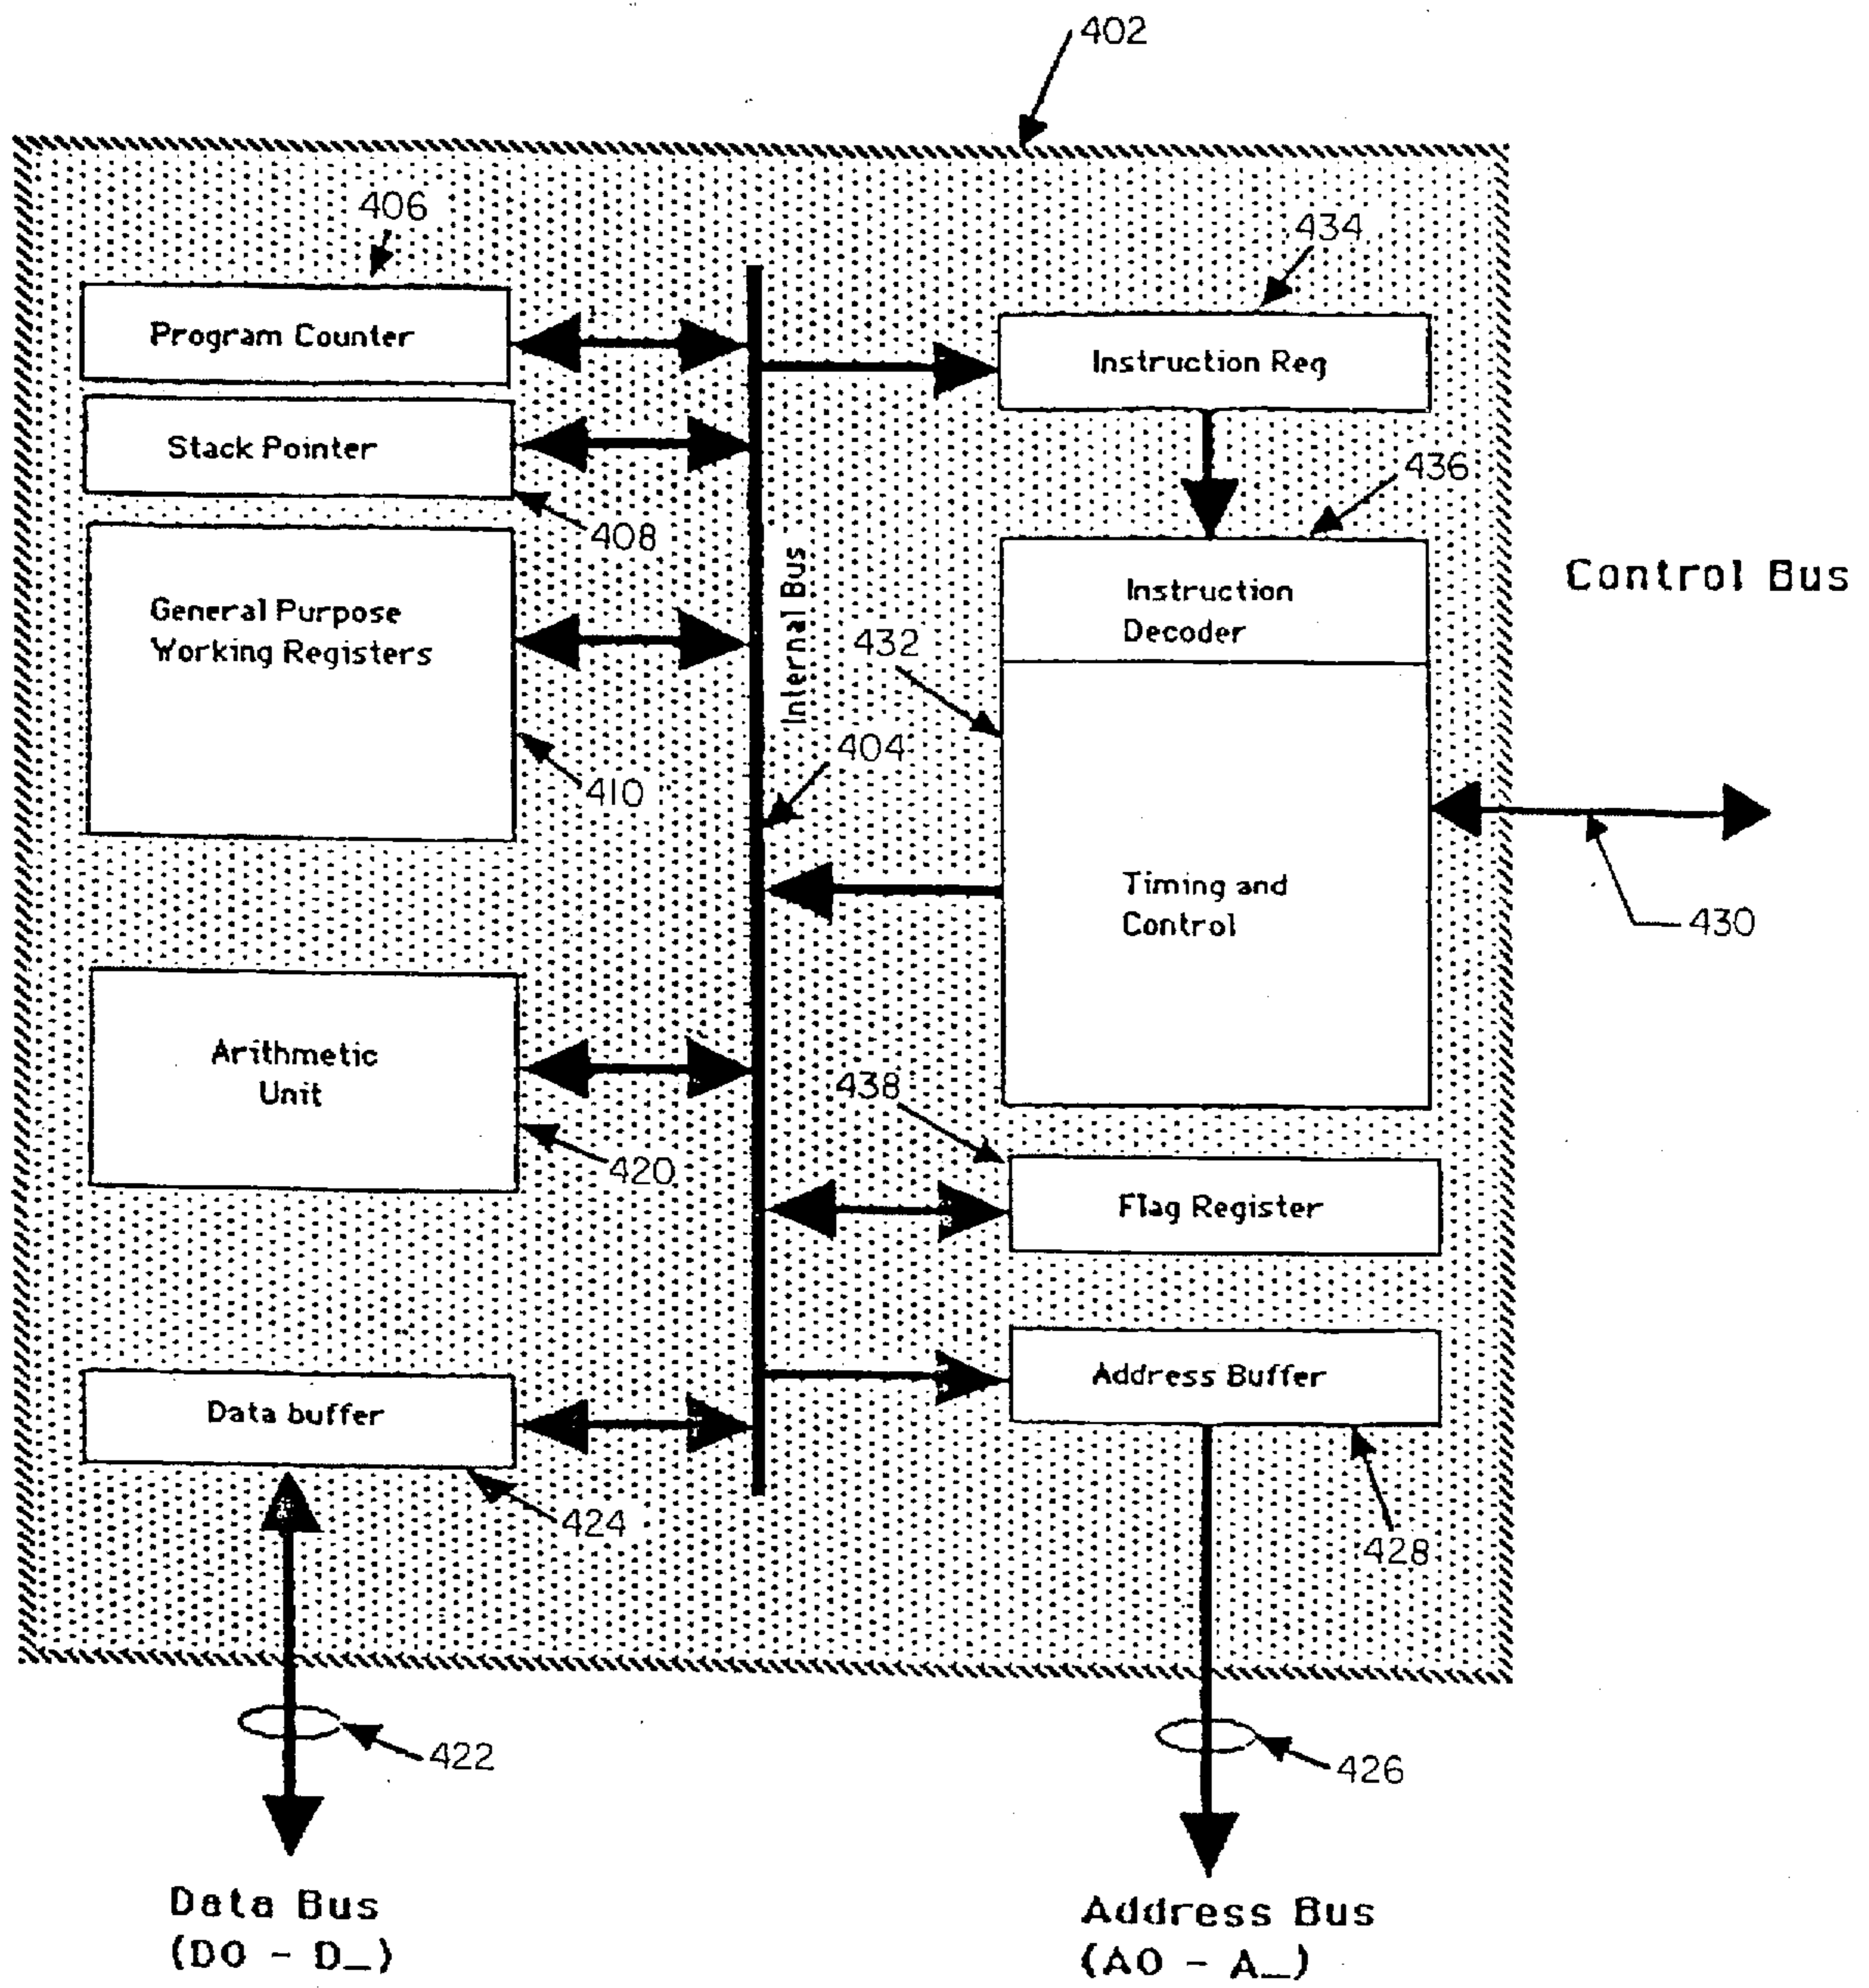 402
406
434
Program Counter
Instruction Reg
Stack Pointer
436
408
Control Bus
Instruction
Decoder
General Purpose
Working Registers
Internal Bus
432
404
410
Timing and
Control
430
Arithmetic
Unit
438
420
Flag Register
Address Buffer
Data buffer
424
428
422
426
Data Bus
(D0 - D_)
Address Bus
(A0 - A_)